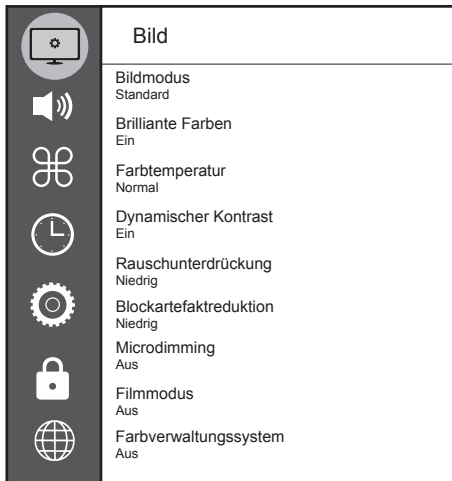 Bild
Bildmodus
Standard
Brilliante Farben
Ein
Farbtemperatur
Normal
Dynamischer Kontrast
Ein
Rauschunterdrückung
Niedrig
Blockartefaktreduktion
Niedrig
Microdimming
Aus
Filmmodus
Aus
Farbverwaltungssystem
Aus